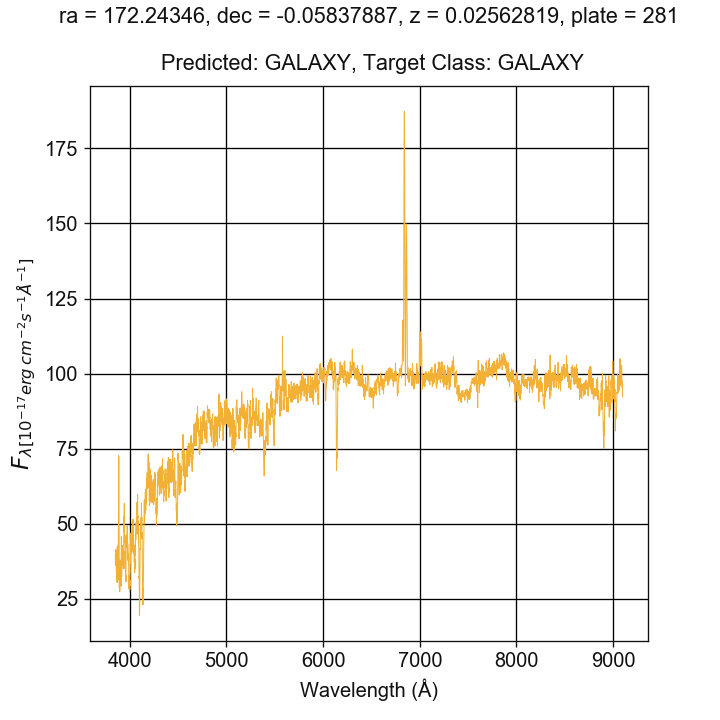 ra = 172.24346, dec = -0.05837887, z = 0.02562819, plate = 281
Predicted: GALAXY, Target Class: GALAXY
175
150
125
100
75
50
25
F_λ[10^{−17} erg cm^{−2}s^{−1}Å^{−1}]
4000 5000 6000 7000 8000 9000
Wavelength (Å)